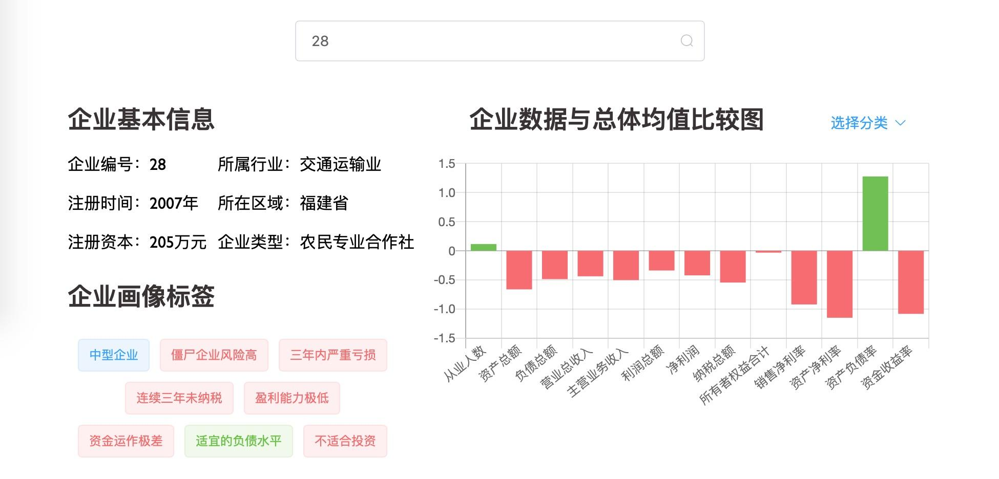 28
企业基本信息
企业编号：28 所属行业：交通运输业
注册时间：2007年 所在区域：福建省
注册资本：205万元 企业类型：农民专业合作社
企业画像标签
中型企业 僵尸企业风险高 三年内严重亏损
连续三年未纳税 盈利能力极低
资金运作极差 适宜的负债水平 不适合投资
企业数据与总体均值比较图 选择分类
1.5
1.0
0.5
0
-0.5
-1.0
-1.5
从业人数
资产总额
负债总额
营业总收入
主营业务收入
利润总额
净利润
纳税总额
所有者权益合计
销售净利率
资产净利率
资产负债率
资金收益率